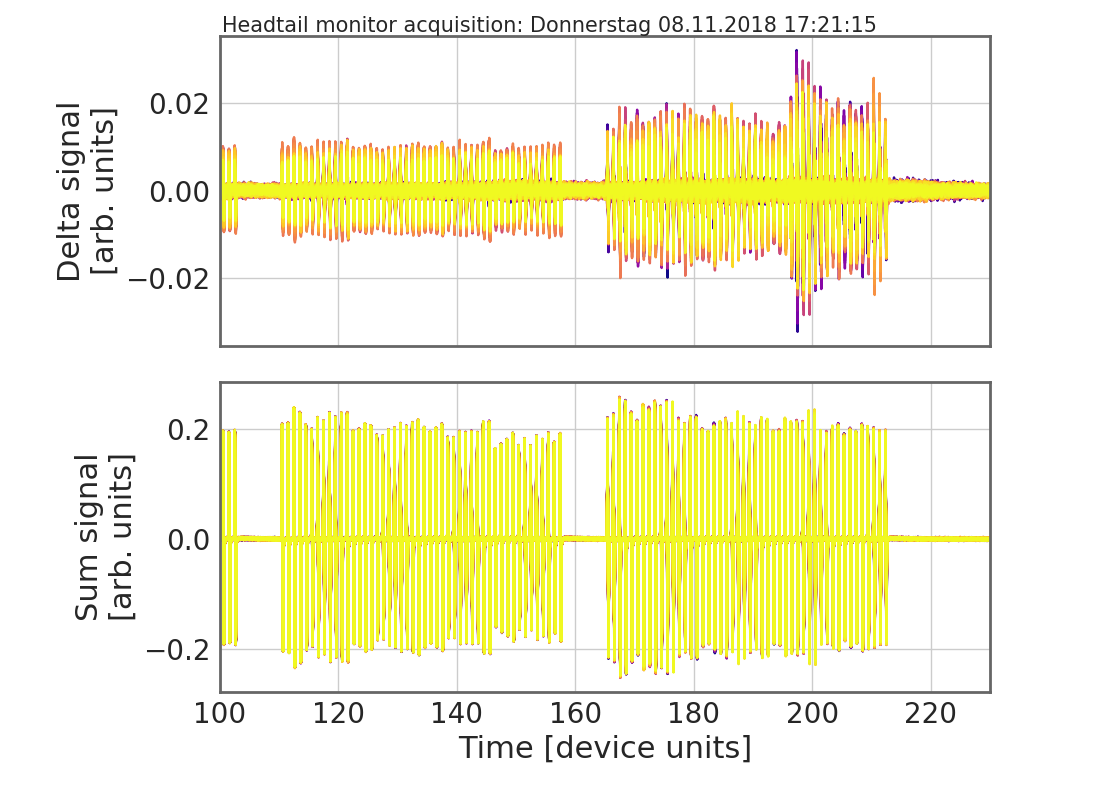 Headtail monitor acquisition: Donnerstag 08.11.2018 17:21:15
Delta signal
[arb. units]
0.02
0.00
−0.02
Sum signal
[arb. units]
0.2
0.0
−0.2
100 120 140 160 180 200 220
Time [device units]